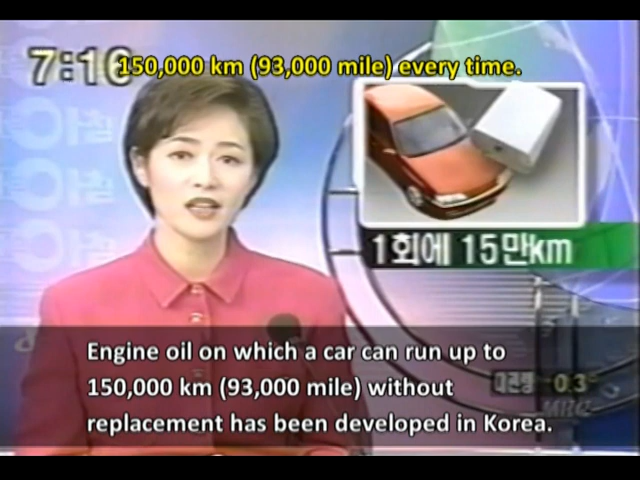 7:16
150,000 km (93,000 mile) every time.
1회에 15만km
Engine oil on which a car can run up to
150,000 km (93,000 mile) without
replacement has been developed in Korea.
0.3°